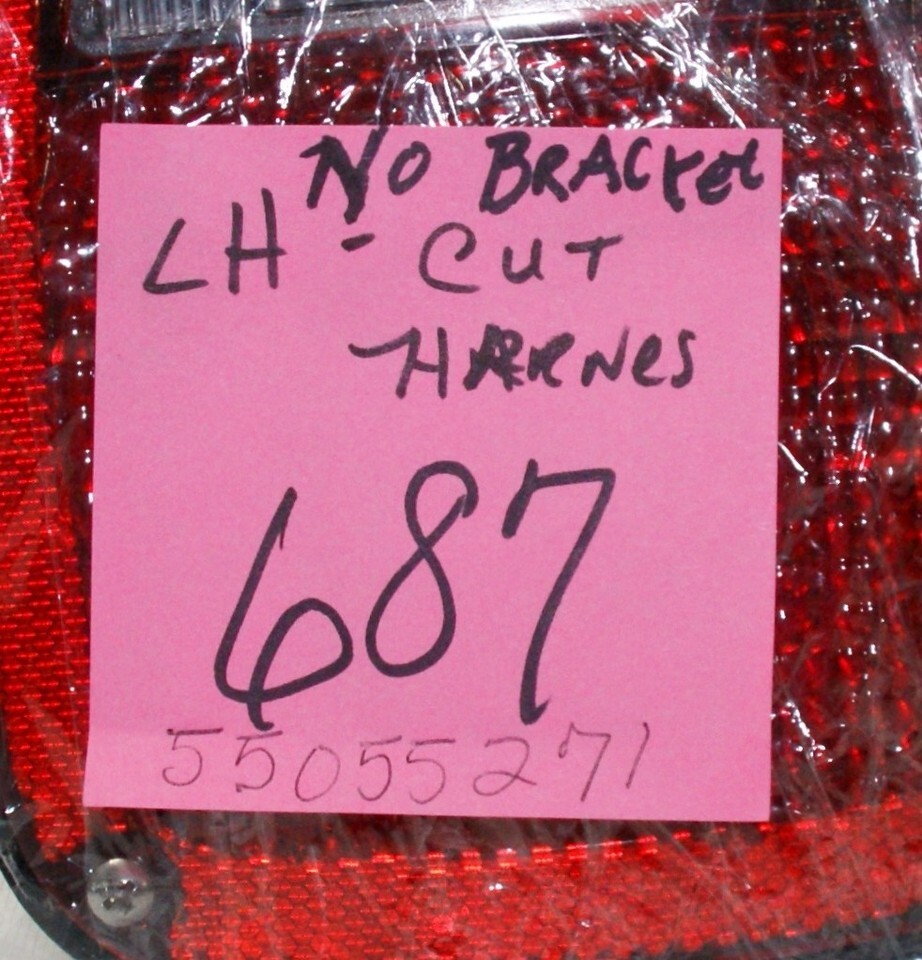 NO BRACKET
LH - CUT
HARNES
687
55055271